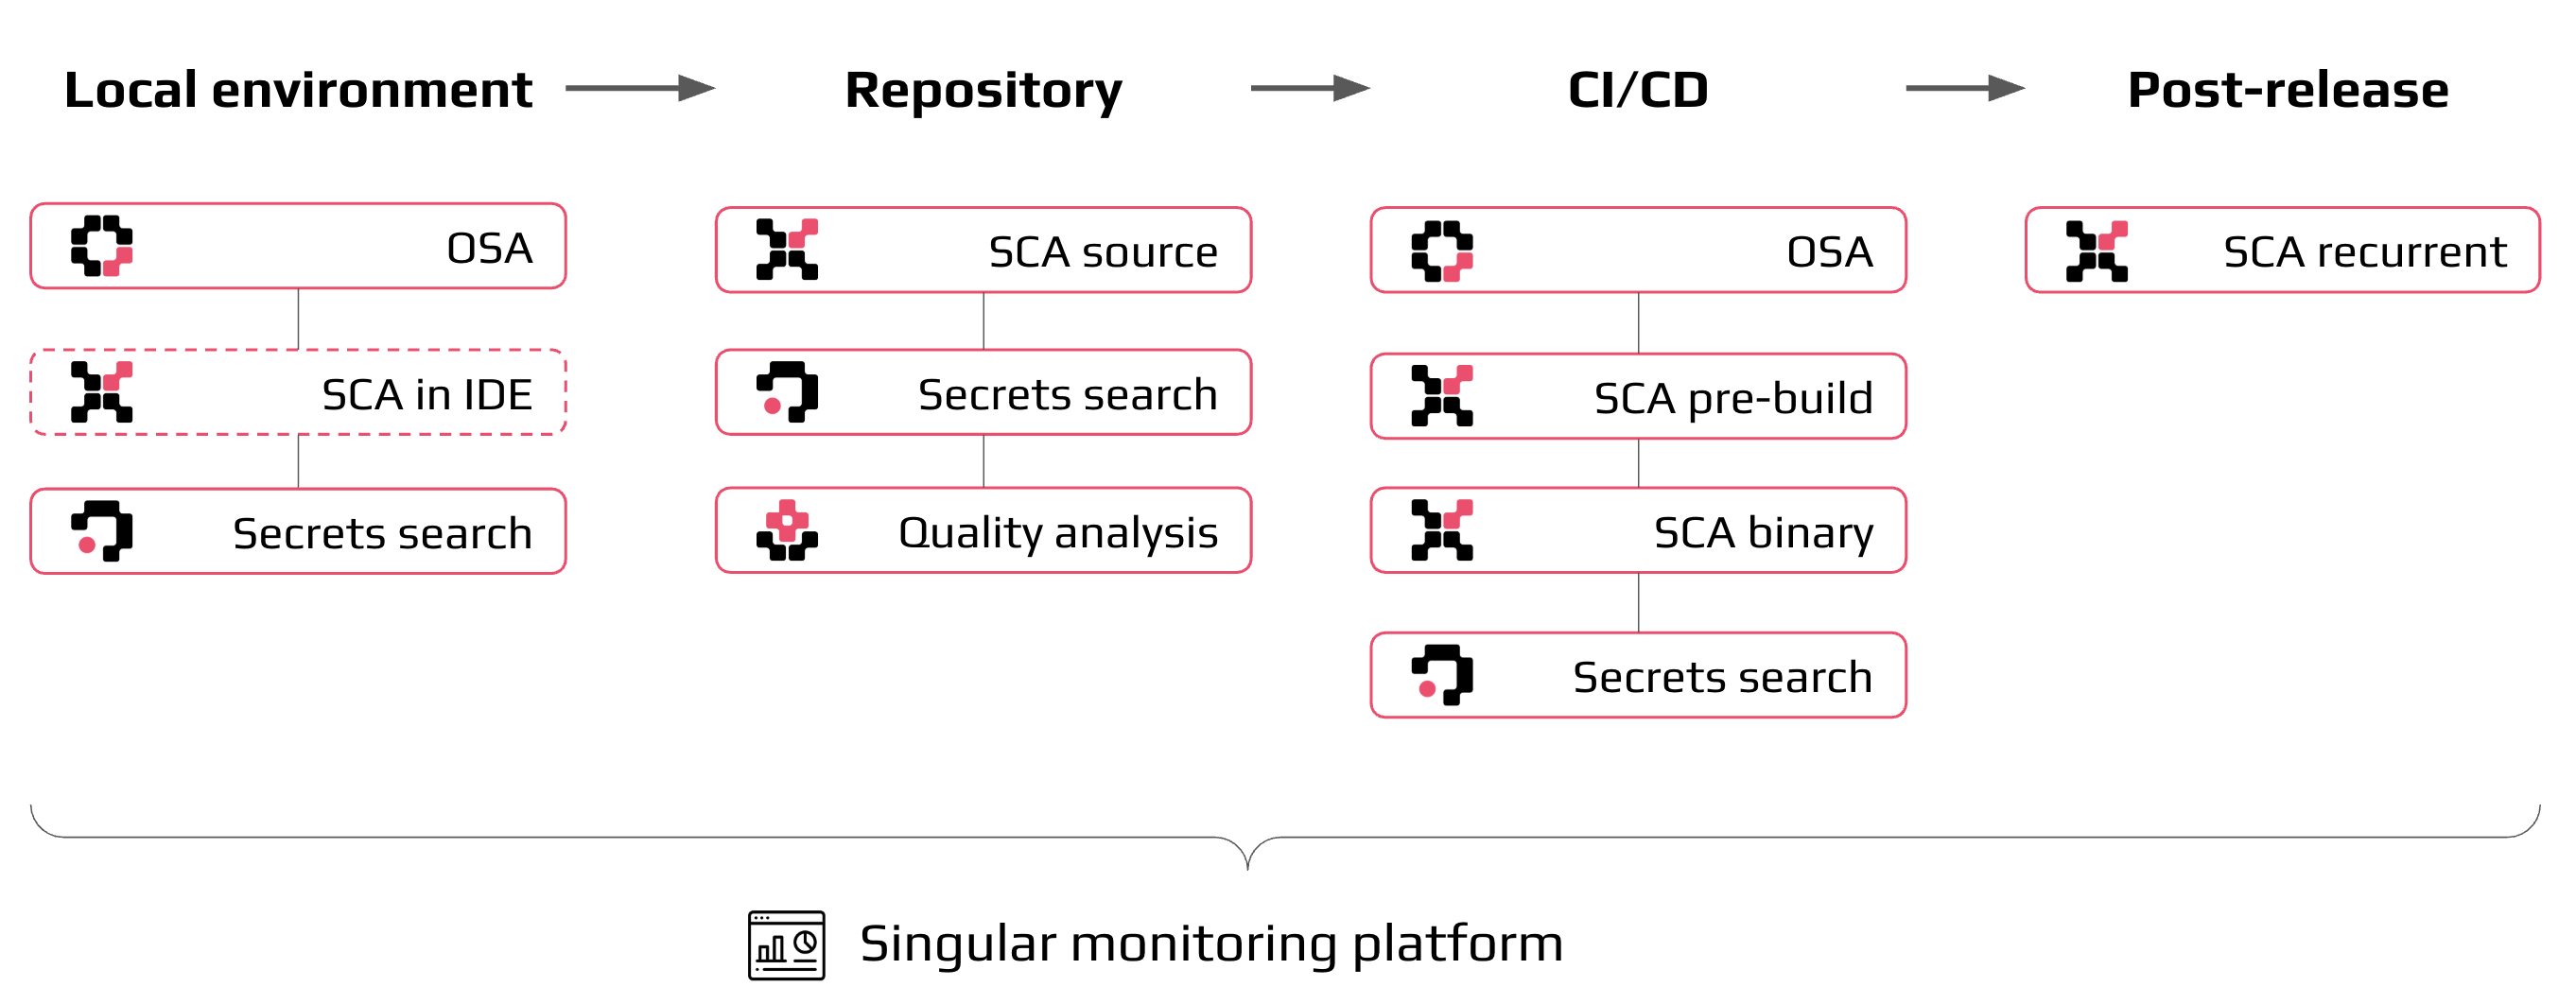 Local environment
Repository
CI/CD
Post-release
OSA
SCA in IDE
Secrets search
SCA source
Secrets search
Quality analysis
OSA
SCA pre-build
SCA binary
Secrets search
SCA recurrent
Singular monitoring platform